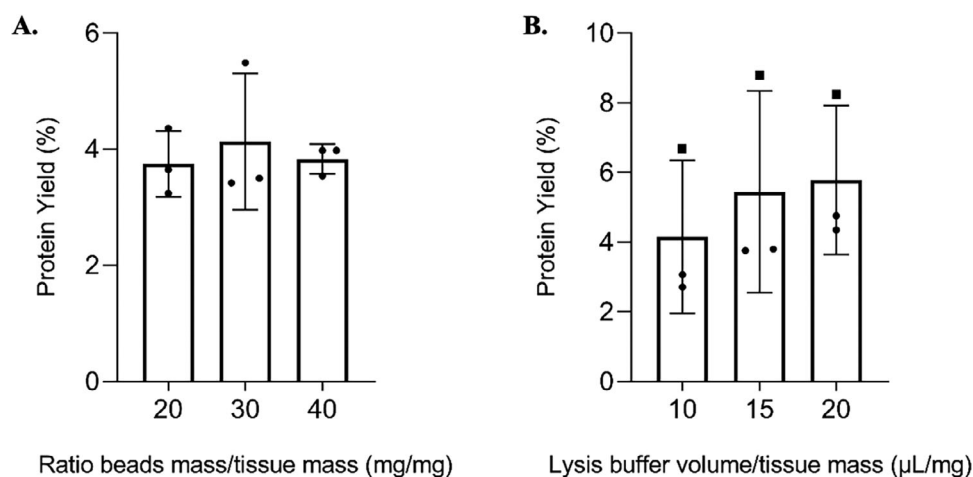 A.
6
4
2
0
Protein Yield (%)
20 30 40
Ratio beads mass/tissue mass (mg/mg)
B.
10
8
6
4
2
0
Protein Yield (%)
10 15 20
Lysis buffer volume/tissue mass (µL/mg)